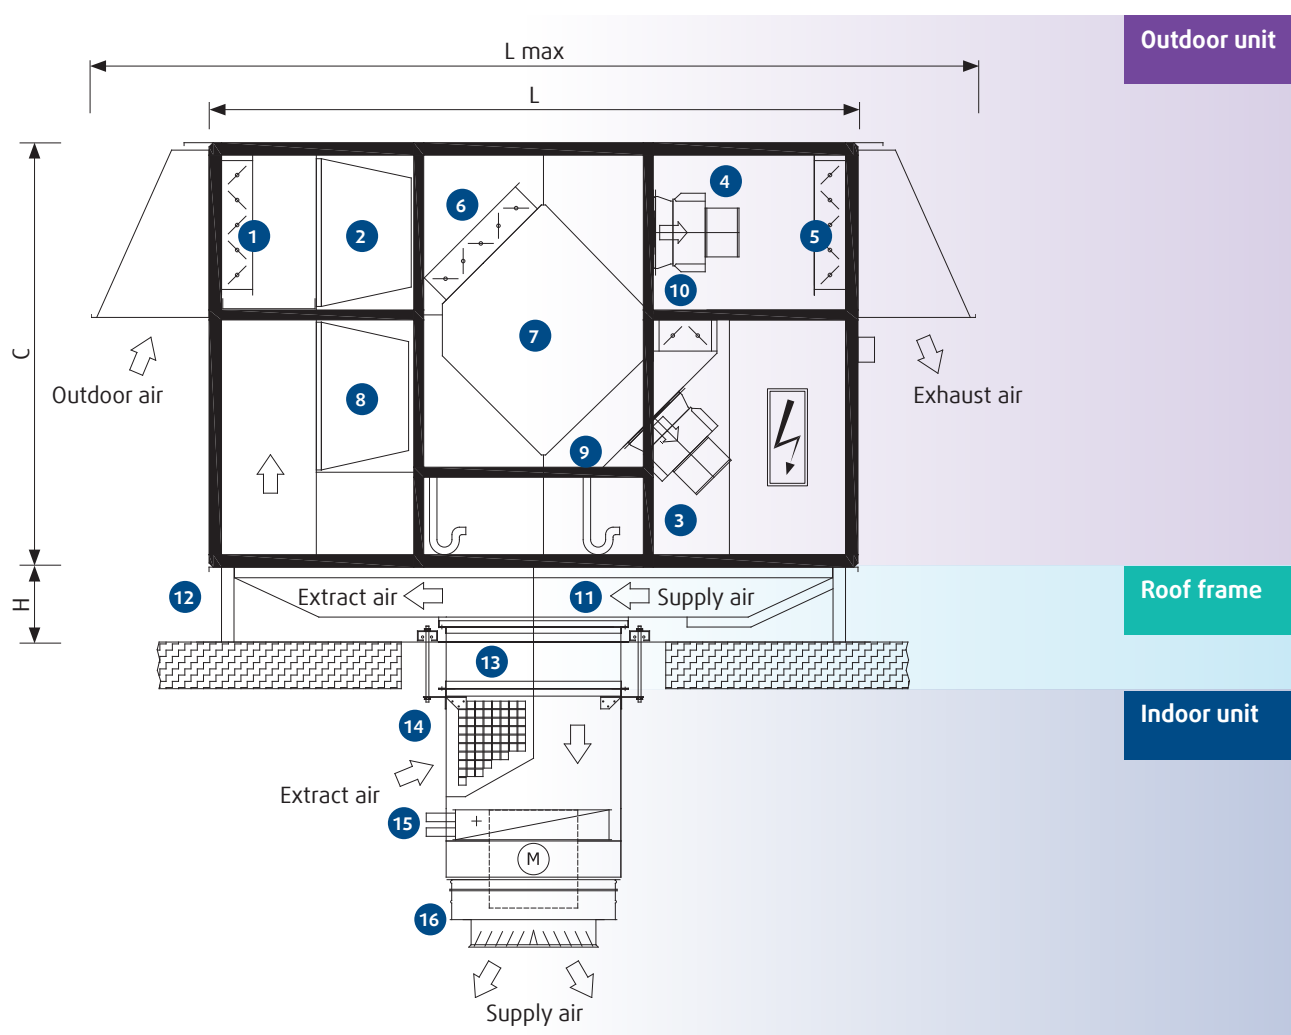 Outdoor unit
L max
L
4
6
1
2
5
10
7
C
Outdoor air
8
Exhaust air
9
3
H
12
Extract air
11
Supply air
Roof frame
13
14
Indoor unit
Extract air
15
+
M
16
Supply air